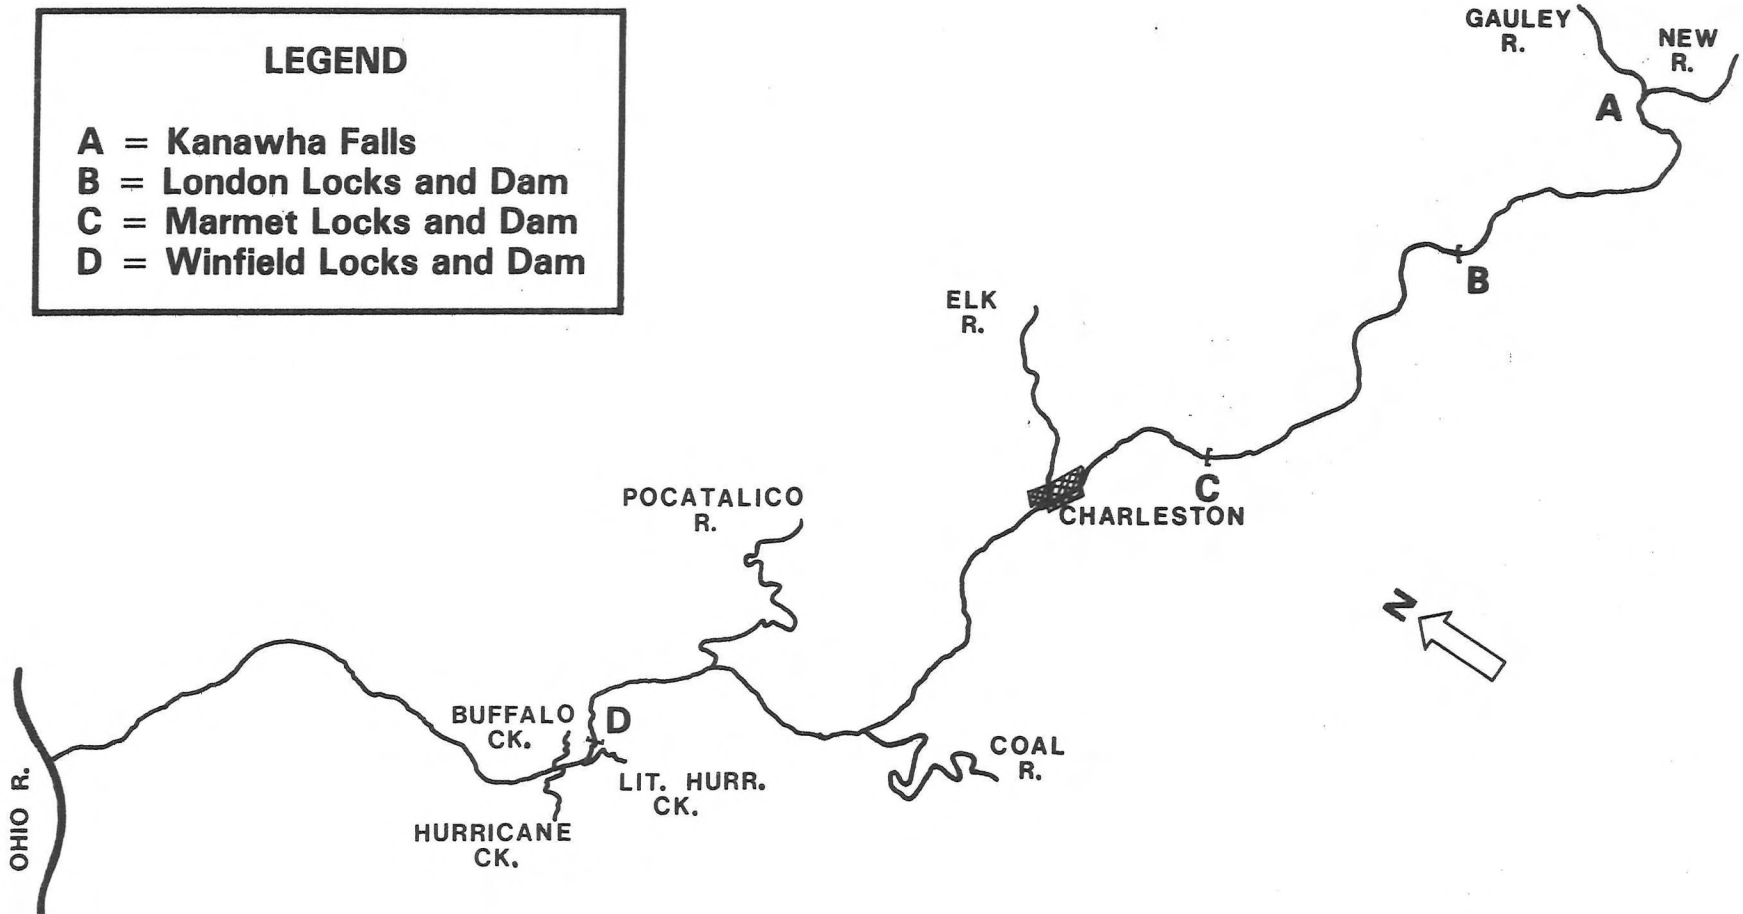 LEGEND
A = Kanawha Falls
B = London Locks and Dam
C = Marmet Locks and Dam
D = Winfield Locks and Dam
GAULEY
R.
NEW
R.
A
B
ELK
R.
C
CHARLESTON
POCATALICO
R.
N
BUFFALO
CK.
D
COAL
R.
LIT. HURR.
CK.
HURRICANE
CK.
OHIO R.